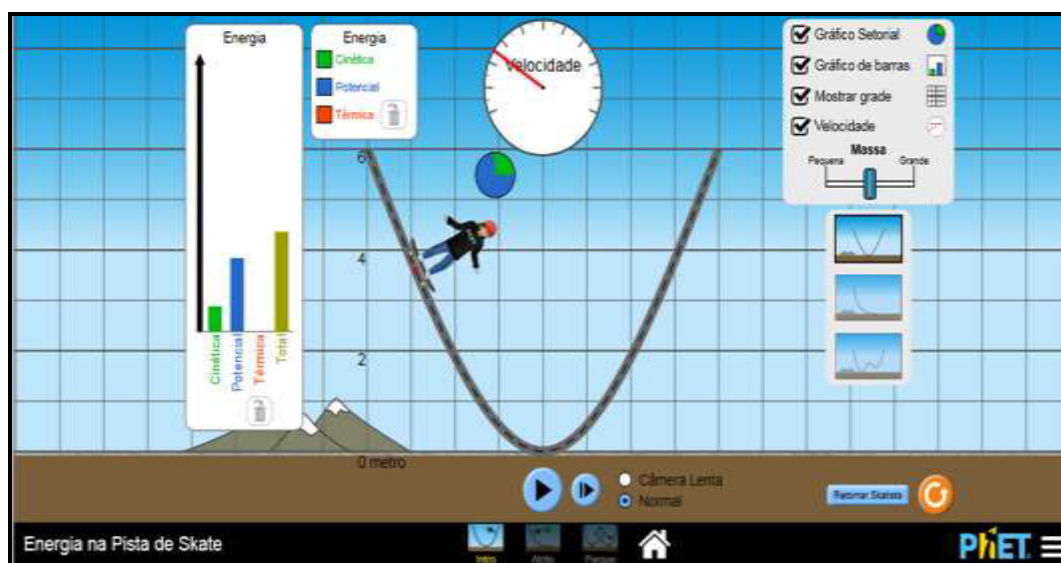 Energia
Cinética
Potencial
Térmica
Total
Energia
Cinética
Potencial
Térmica
Velocidade
Gráfico Setorial
Gráfico de barras
Mostrar grade
Velocidade
Massa
Pequena
Grande
6
4
2
0 metro
Câmera Lenta
Normal
Retornar Skatista
Energia na Pista de Skate
Intro
Atrito
Parques
PhET